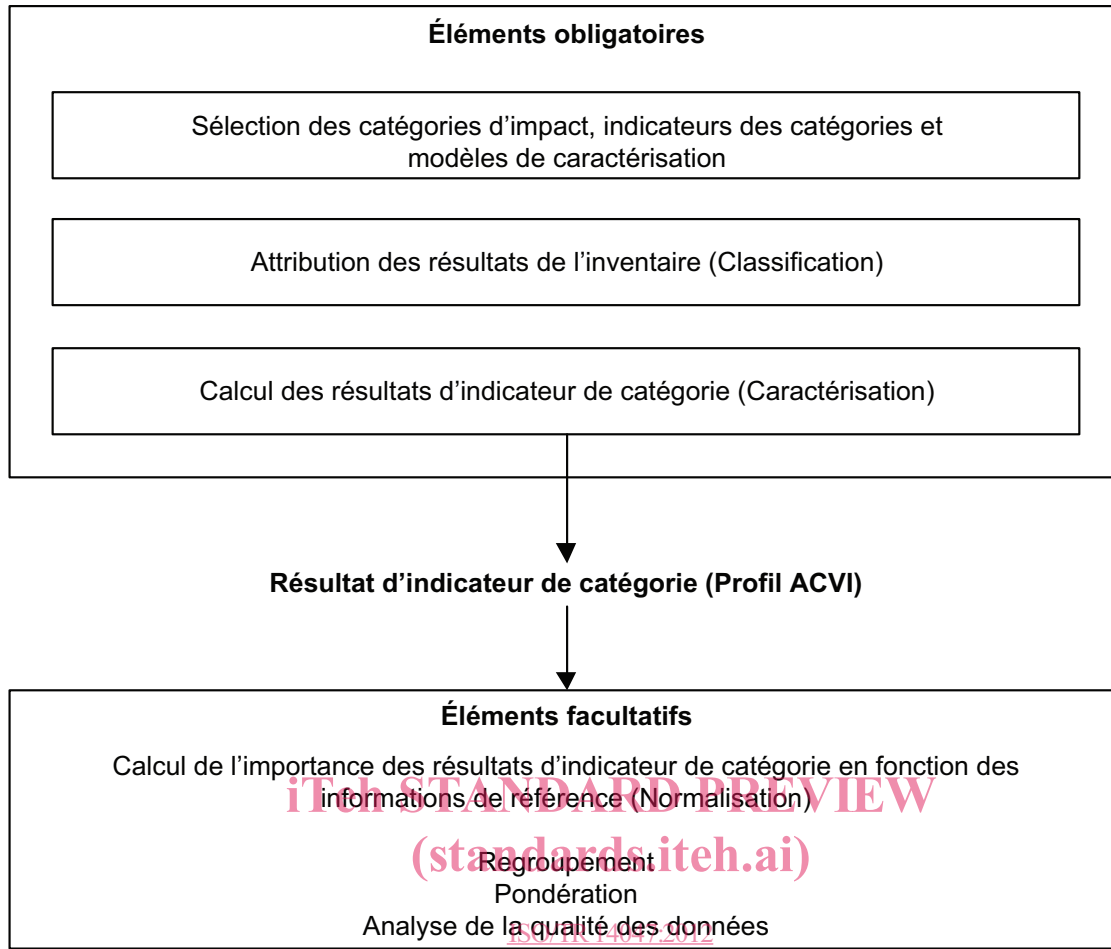 Éléments obligatoires
Sélection des catégories d’impact, indicateurs des catégories et
modèles de caractérisation
Attribution des résultats de l’inventaire (Classification)
Calcul des résultats d’indicateur de catégorie (Caractérisation)
Résultat d’indicateur de catégorie (Profil ACVI)
Éléments facultatifs
Calcul de l’importance des résultats d’indicateur de catégorie en fonction des
informations de référence (Normalisation)
iTeh STANDARD PREVIEW
(standards.iteh.ai)
Regroupement
Pondération
Analyse de la qualité des données
ISO/TR 14047:2012